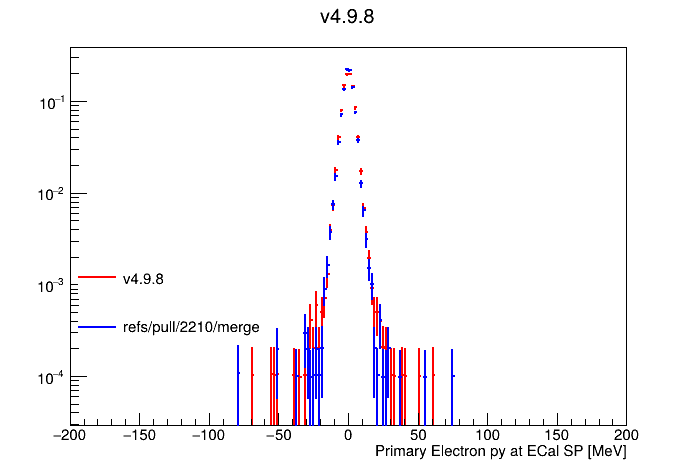 v4.9.8
10⁻¹
10⁻²
10⁻³
10⁻⁴
v4.9.8
refs/pull/2210/merge
−200 −150 −100 −50 0 50 100 150 200
Primary Electron py at ECal SP [MeV]